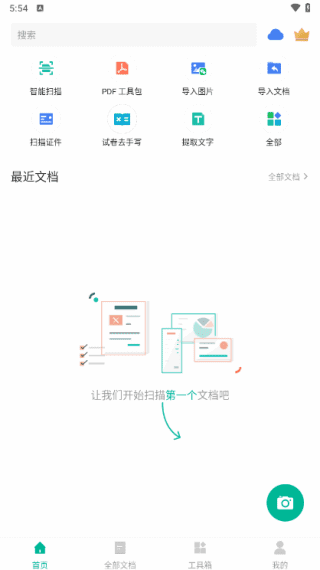 5:54
搜索
智能扫描 PDF 工具包 导入图片 导入文档
扫描证件 试卷去手写 提取文字 全部
最近文档 全部文档
让我们开始扫描第一个文档吧
首页 全部文档 工具箱 我的